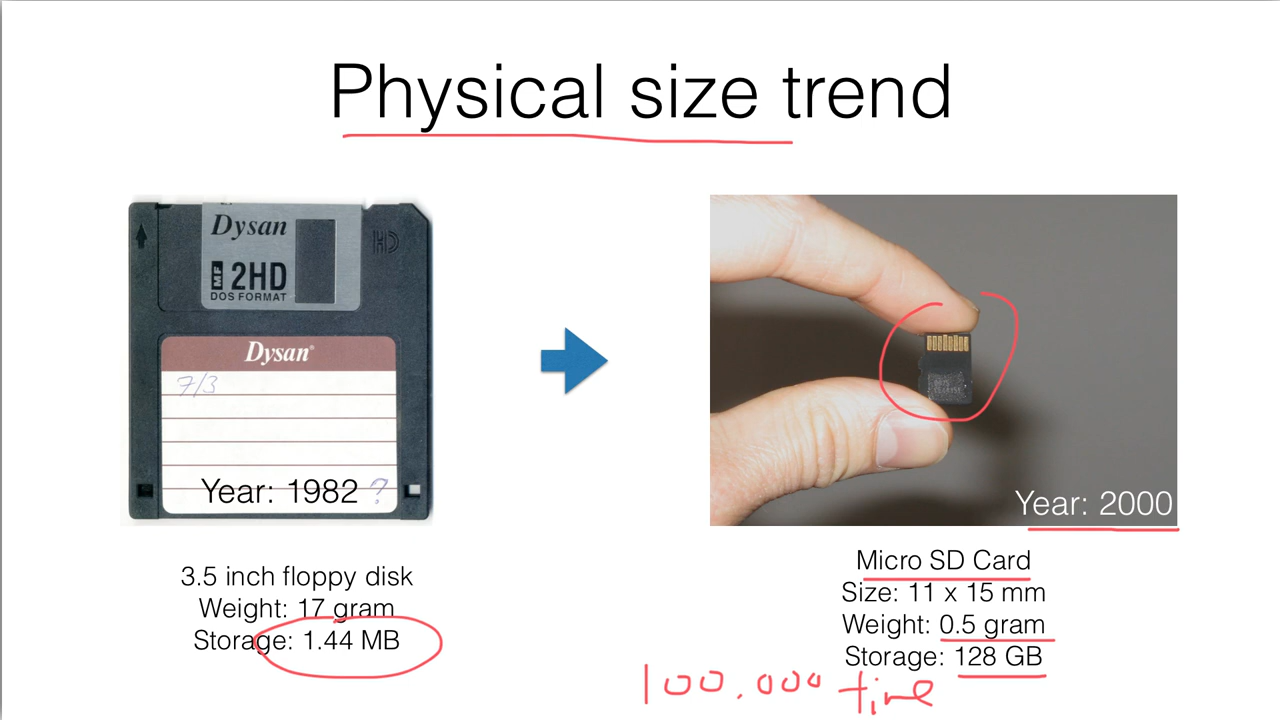 Physical size trend
Dysan
HD
MF 2HD
DOS FORMAT
Dysan®
7/3
Year: 1982 ?
3.5 inch floppy disk
Weight: 17 gram
Storage: 1.44 MB
Year: 2000
Micro SD Card
Size: 11 x 15 mm
Weight: 0.5 gram
Storage: 128 GB
100.000 time